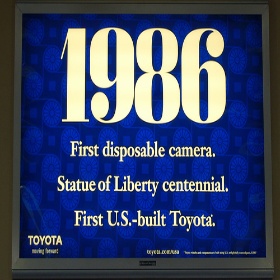 1986
First disposable camera.
Statue of Liberty centennial.
First U.S.-built Toyota.
TOYOTA
moving forward
toyota.com/usa